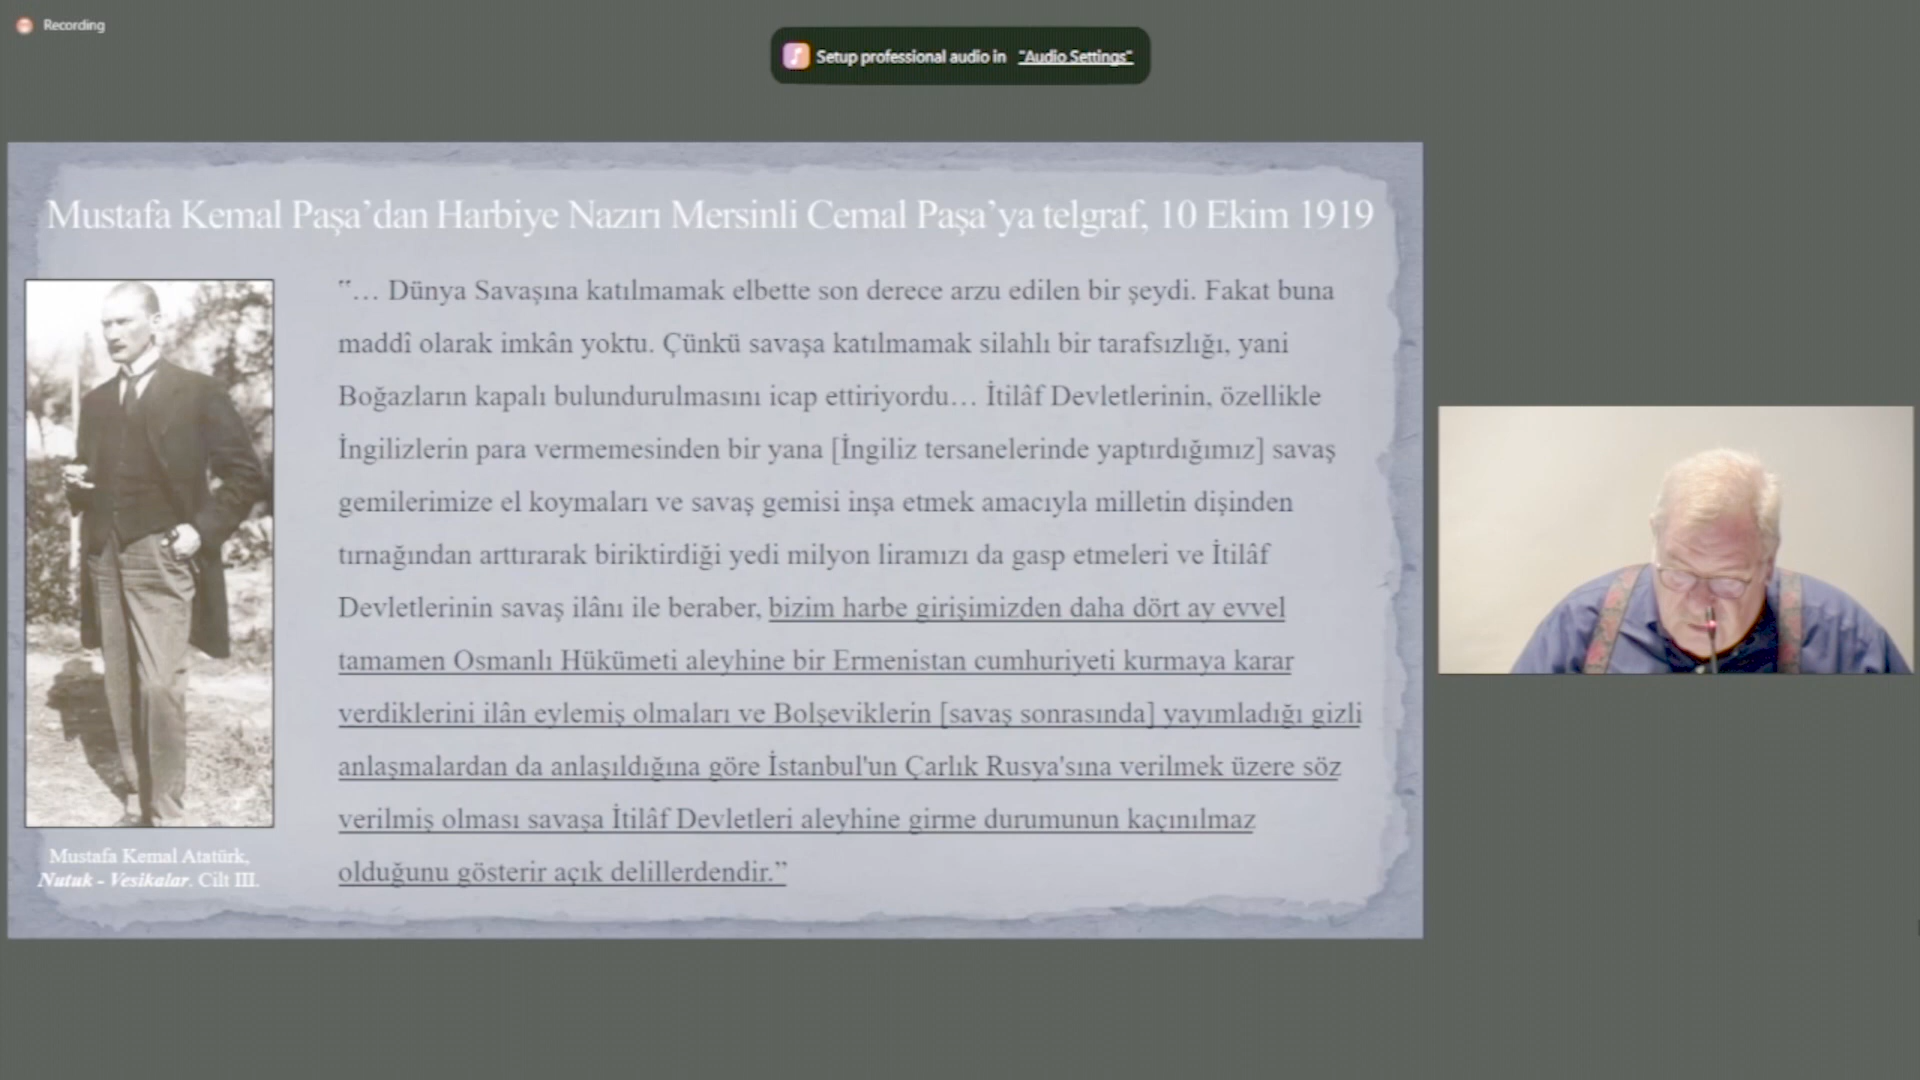 Recording
Setup professional audio in "Audio Settings"
Mustafa Kemal Paşa’dan Harbiye Nazırı Mersinli Cemal Paşa’ya telgraf, 10 Ekim 1919
“… Dünya Savaşına katılmamak elbette son derece arzu edilen bir şeydi. Fakat buna
maddî olarak imkân yoktu. Çünkü savaşa katılmamak silahlı bir tarafsızlığı, yani
Boğazların kapalı bulundurulmasını icap ettiriyordu… İtilâf Devletlerinin, özellikle
İngilizlerin para vermemesinden bir yana [İngiliz tersanelerinde yaptırdığımız] savaş
gemilerimize el koymaları ve savaş gemisi inşa etmek amacıyla milletin dişinden
tırnağından arttırarak biriktirdiği yedi milyon liramızı da gasp etmeleri ve İtilâf
Devletlerinin savaş ilânı ile beraber, bizim harbe girişimizden daha dört ay evvel
tamamen Osmanlı Hükümeti aleyhine bir Ermenistan cumhuriyeti kurmaya karar
verdiklerini ilân eylemiş olmaları ve Bolşeviklerin [savaş sonrasında] yayımladığı gizli
anlaşmalardan da anlaşıldığına göre İstanbul'un Çarlık Rusya'sına verilmek üzere söz
verilmiş olması savaşa İtilâf Devletleri aleyhine girme durumunun kaçınılmaz
olduğunu gösterir açık delillerdendir.”
Mustafa Kemal Atatürk,
Nutuk - Vesikalar. Cilt III.